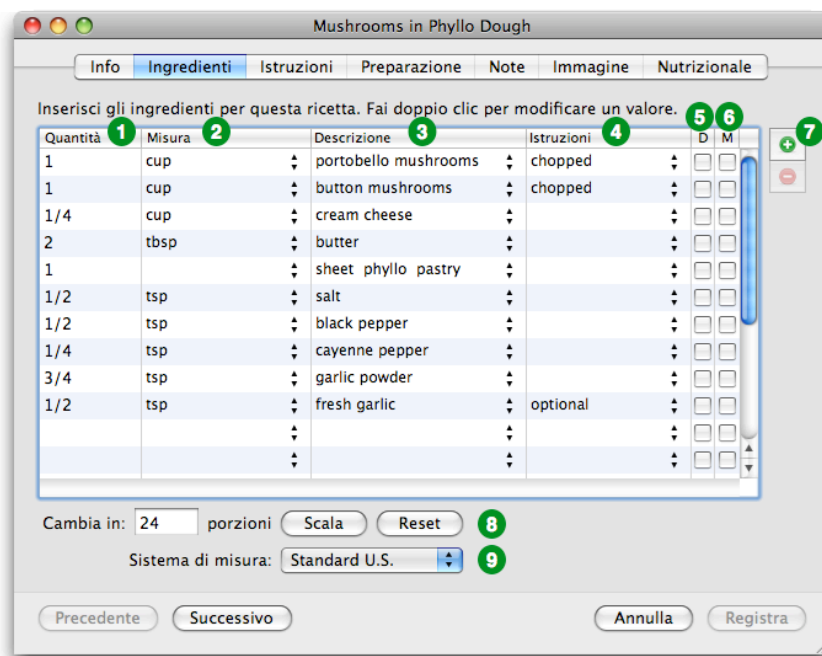 Mushrooms in Phyllo Dough
Info Ingredienti Istruzioni Preparazione Note Immagine Nutrizionale
Inserisci gli ingredienti per questa ricetta. Fai doppio clic per modificare un valore.
Quantità 1 Misura 2 Descrizione 3 Istruzioni 4 5 D 6 M 7
1 cup portobello mushrooms chopped
1 cup button mushrooms chopped
1/4 cup cream cheese
2 tbsp butter
1 sheet phyllo pastry
1/2 tsp salt
1/2 tsp black pepper
1/4 tsp cayenne pepper
3/4 tsp garlic powder
1/2 tsp fresh garlic optional
Cambia in: 24 porzioni Scala Reset 8
Sistema di misura: Standard U.S. 9
Precedente Successivo Annulla Registra